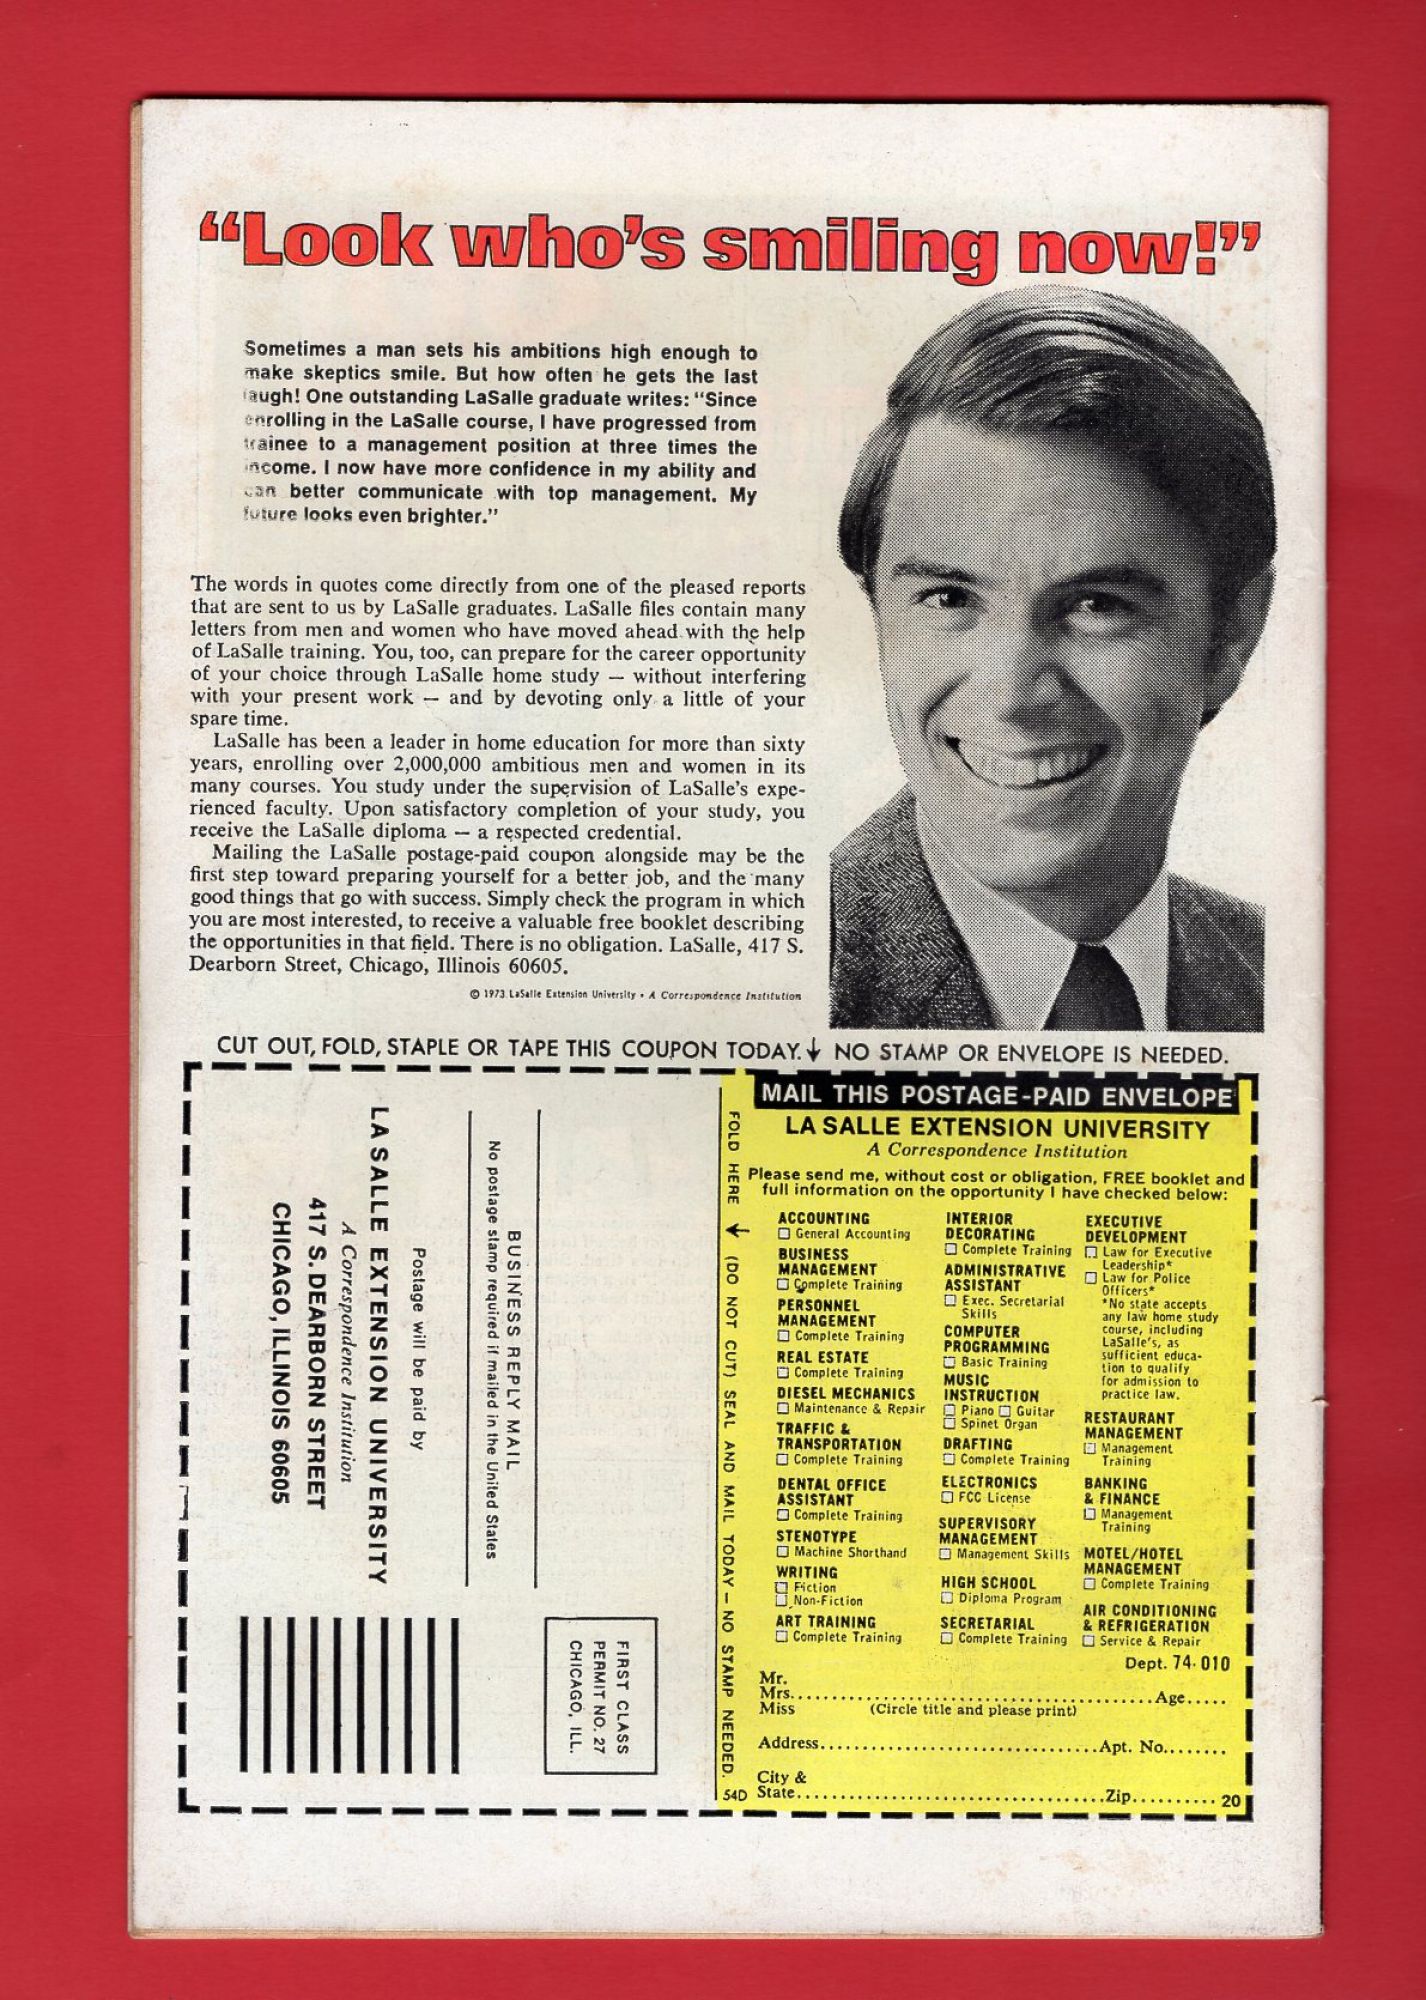 “Look who’s smiling now!”
Sometimes a man sets his ambitions high enough to
make skeptics smile. But how often he gets the last
laugh! One outstanding LaSalle graduate writes: “Since
enrolling in the LaSalle course, I have progressed from
trainee to a management position at three times the
income. I now have more confidence in my ability and
can better communicate with top management. My
future looks even brighter.”
The words in quotes come directly from one of the pleased reports
that are sent to us by LaSalle graduates. LaSalle files contain many
letters from men and women who have moved ahead with the help
of LaSalle training. You, too, can prepare for the career opportunity
of your choice through LaSalle home study — without interfering
with your present work — and by devoting only a little of your
spare time.
LaSalle has been a leader in home education for more than sixty
years, enrolling over 2,000,000 ambitious men and women in its
many courses. You study under the supervision of LaSalle’s expe-
rienced faculty. Upon satisfactory completion of your study, you
receive the LaSalle diploma — a respected credential.
Mailing the LaSalle postage-paid coupon alongside may be the
first step toward preparing yourself for a better job, and the many
good things that go with success. Simply check the program in which
you are most interested, to receive a valuable free booklet describing
the opportunities in that field. There is no obligation. LaSalle, 417 S.
Dearborn Street, Chicago, Illinois 60605.
© 1973 LaSalle Extension University • A Correspondence Institution
CUT OUT, FOLD, STAPLE OR TAPE THIS COUPON TODAY.↓ NO STAMP OR ENVELOPE IS NEEDED.
FIRST CLASS
PERMIT NO. 27
CHICAGO, ILL.
BUSINESS REPLY MAIL
No postage stamp required if mailed in the United States
Postage will be paid by
LA SALLE EXTENSION UNIVERSITY
A Correspondence Institution
417 S. DEARBORN STREET
CHICAGO, ILLINOIS 60605
FOLD HERE ← (DO NOT CUT) SEAL AND MAIL TODAY — NO STAMP NEEDED.
54D
MAIL THIS POSTAGE-PAID ENVELOPE
LA SALLE EXTENSION UNIVERSITY
A Correspondence Institution
Please send me, without cost or obligation, FREE booklet and
full information on the opportunity I have checked below:
ACCOUNTING
☐ General Accounting
BUSINESS
MANAGEMENT
☐ Complete Training
PERSONNEL
MANAGEMENT
☐ Complete Training
REAL ESTATE
☐ Complete Training
DIESEL MECHANICS
☐ Maintenance & Repair
TRAFFIC &
TRANSPORTATION
☐ Complete Training
DENTAL OFFICE
ASSISTANT
☐ Complete Training
STENOTYPE
☐ Machine Shorthand
WRITING
☐ Fiction
☐ Non-Fiction
ART TRAINING
☐ Complete Training
INTERIOR
DECORATING
☐ Complete Training
ADMINISTRATIVE
ASSISTANT
☐ Exec. Secretarial
Skills
COMPUTER
PROGRAMMING
☐ Basic Training
MUSIC
INSTRUCTION
☐ Piano ☐ Guitar
☐ Spinet Organ
DRAFTING
☐ Complete Training
ELECTRONICS
☐ FCC License
SUPERVISORY
MANAGEMENT
☐ Management Skills
HIGH SCHOOL
☐ Diploma Program
SECRETARIAL
☐ Complete Training
EXECUTIVE
DEVELOPMENT
☐ Law for Executive
Leadership*
☐ Law for Police
Officers*
*No state accepts
any law home study
course, including
LaSalle’s, as
sufficient educa-
tion to qualify
for admission to
practice law.
RESTAURANT
MANAGEMENT
☐ Management
Training
BANKING
& FINANCE
☐ Management
Training
MOTEL/HOTEL
MANAGEMENT
☐ Complete Training
AIR CONDITIONING
& REFRIGERATION
☐ Service & Repair
Dept. 74-010
Mr.
Mrs. ........ Age.....
Miss (Circle title and please print)
Address........ Apt. No........
City &
State........ Zip.......... 20